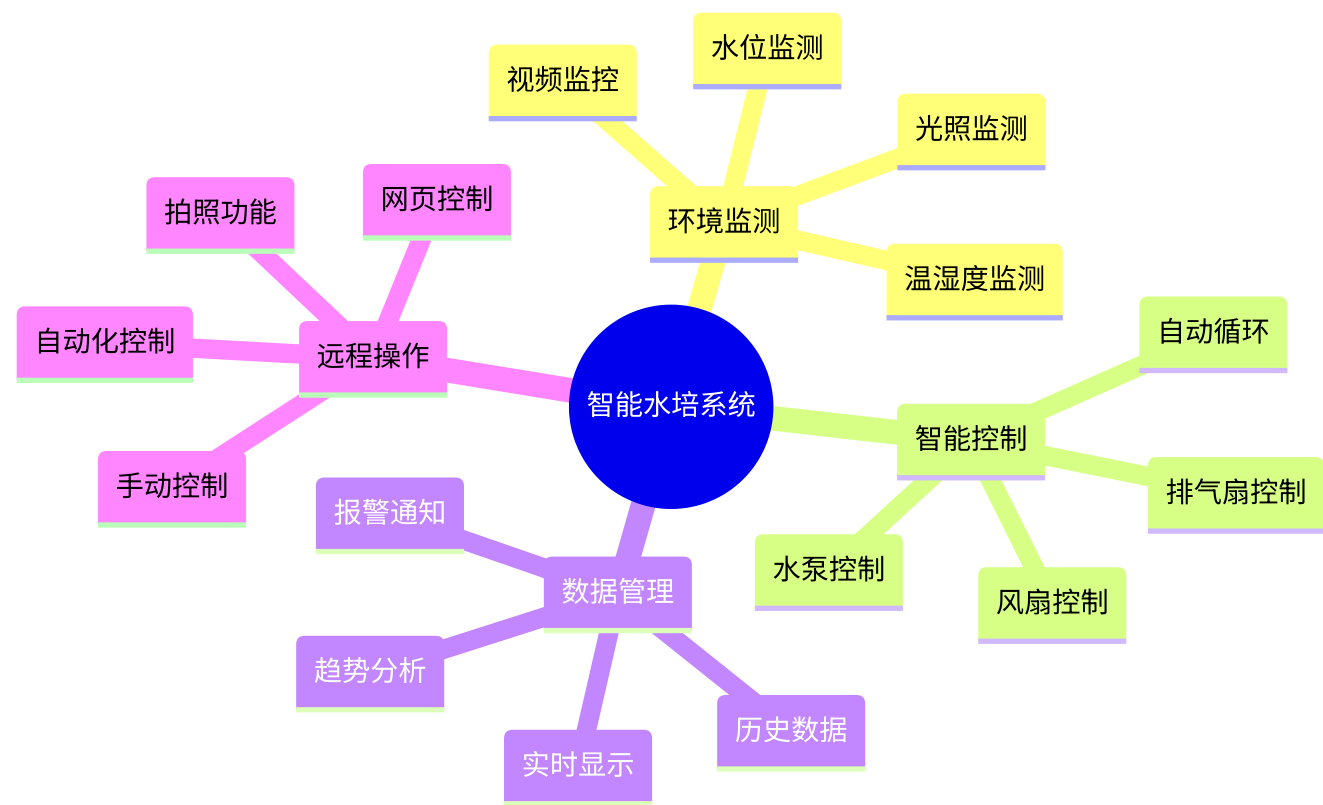 智能水培系统
环境监测
温湿度监测
光照监测
水位监测
视频监控
智能控制
水泵控制
风扇控制
排气扇控制
自动循环
数据管理
实时显示
历史数据
趋势分析
报警通知
远程操作
网页控制
手动控制
自动化控制
拍照功能